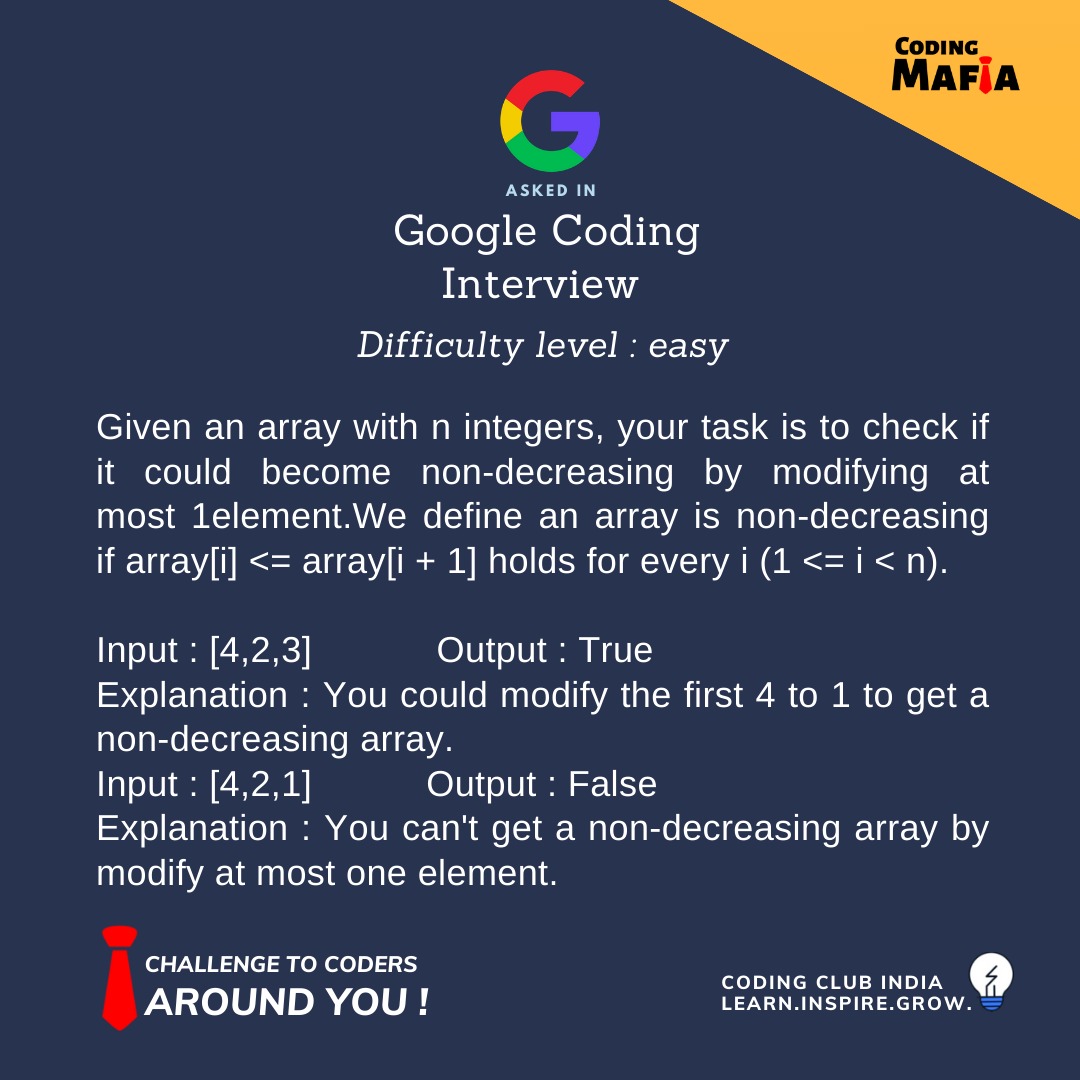 CODING
MAFIA
ASKED IN
Google Coding
Interview
Difficulty level : easy
Given an array with n integers, your task is to check if
it could become non-decreasing by modifying at
most 1element.We define an array is non-decreasing
if array[i] <= array[i + 1] holds for every i (1 <= i < n).
Input : [4,2,3] Output : True
Explanation : You could modify the first 4 to 1 to get a
non-decreasing array.
Input : [4,2,1] Output : False
Explanation : You can't get a non-decreasing array by
modify at most one element.
CHALLENGE TO CODERS
AROUND YOU !
CODING CLUB INDIA
LEARN.INSPIRE.GROW.